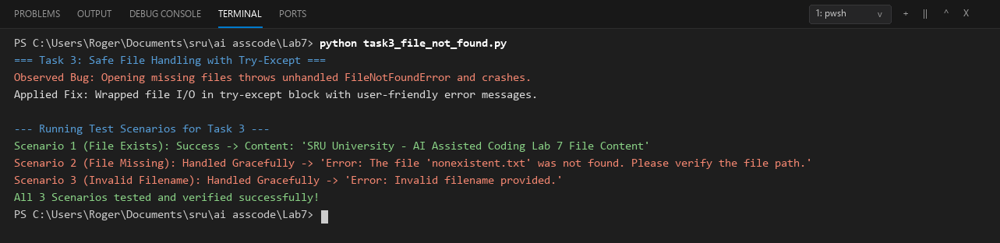 PROBLEMS OUTPUT DEBUG CONSOLE TERMINAL PORTS 1: pwsh v + || ^ X
PS C:\Users\Roger\Documents\sru\ai asscode\Lab7> python task3_file_not_found.py
=== Task 3: Safe File Handling with Try-Except ===
Observed Bug: Opening missing files throws unhandled FileNotFoundError and crashes.
Applied Fix: Wrapped file I/O in try-except block with user-friendly error messages.
--- Running Test Scenarios for Task 3 ---
Scenario 1 (File Exists): Success -> Content: 'SRU University - AI Assisted Coding Lab 7 File Content'
Scenario 2 (File Missing): Handled Gracefully -> 'Error: The file 'nonexistent.txt' was not found. Please verify the file path.'
Scenario 3 (Invalid Filename): Handled Gracefully -> 'Error: Invalid filename provided.'
All 3 Scenarios tested and verified successfully!
PS C:\Users\Roger\Documents\sru\ai asscode\Lab7>